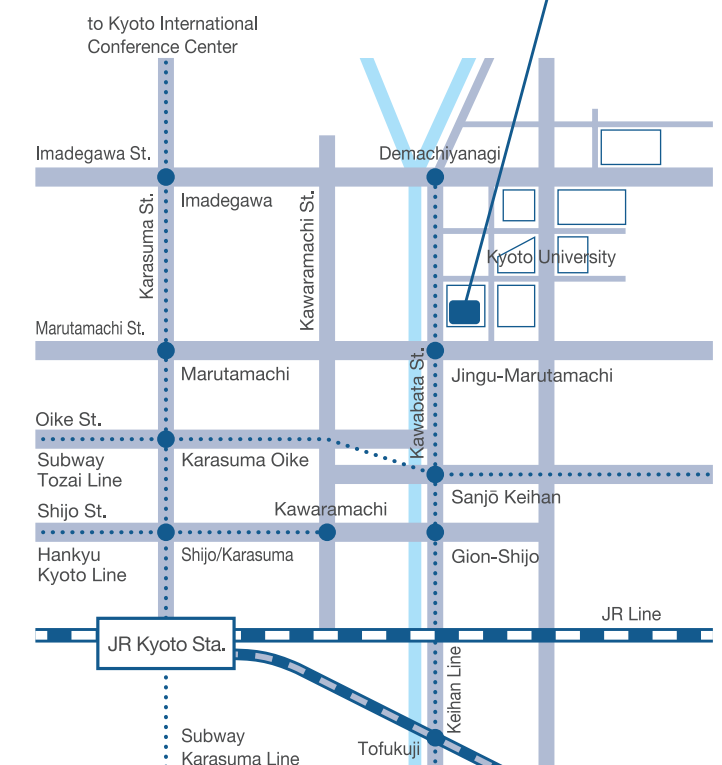 to Kyoto International
Conference Center
Imadegawa St.
Demachiyanagi
Imadegawa
Karasuma St.
Kawaramachi St.
Kyoto University
Marutamachi St.
Marutamachi
Kawabata St.
Jingu-Marutamachi
Oike St.
Subway
Tozai Line
Karasuma Oike
Sanjō Keihan
Shijo St.
Kawaramachi
Hankyu
Kyoto Line
Shijo/Karasuma
Gion-Shijo
JR Line
JR Kyoto Sta.
Keihan Line
Subway
Karasuma Line
Tofukuji